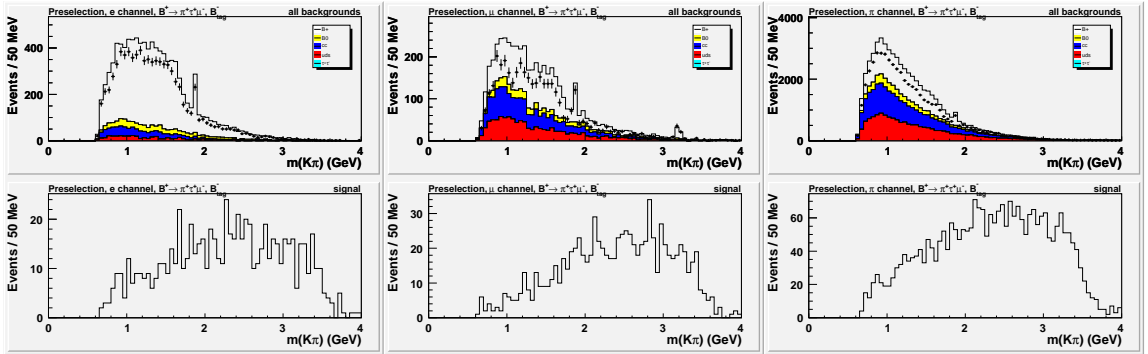 Preselection, e channel, B⁺→ π⁺τ⁺μ⁻, B⁻tag all backgrounds
Events / 50 MeV
400
200
0
B+
B0
cc
uds
τ+τ
0 1 2 3 4
m(Kπ) (GeV)
Preselection, μ channel, B⁺→ π⁺τ⁺μ⁻, B⁻tag all backgrounds
Events / 50 MeV
200
100
0
B+
B0
cc
uds
τ+τ
0 1 2 3 4
m(Kπ) (GeV)
Preselection, π channel, B⁺→ π⁺τ⁺μ⁻, B⁻tag all backgrounds
Events / 50 MeV
4000
2000
0
B+
B0
cc
uds
τ+τ
0 1 2 3 4
m(Kπ) (GeV)
Preselection, e channel, B⁺→ π⁺τ⁺μ⁻, B⁻tag signal
Events / 50 MeV
20
10
0
0 1 2 3 4
m(Kπ) (GeV)
Preselection, μ channel, B⁺→ π⁺τ⁺μ⁻, B⁻tag signal
Events / 50 MeV
30
20
10
0
0 1 2 3 4
m(Kπ) (GeV)
Preselection, π channel, B⁺→ π⁺τ⁺μ⁻, B⁻tag signal
Events / 50 MeV
60
40
20
0
0 1 2 3 4
m(Kπ) (GeV)